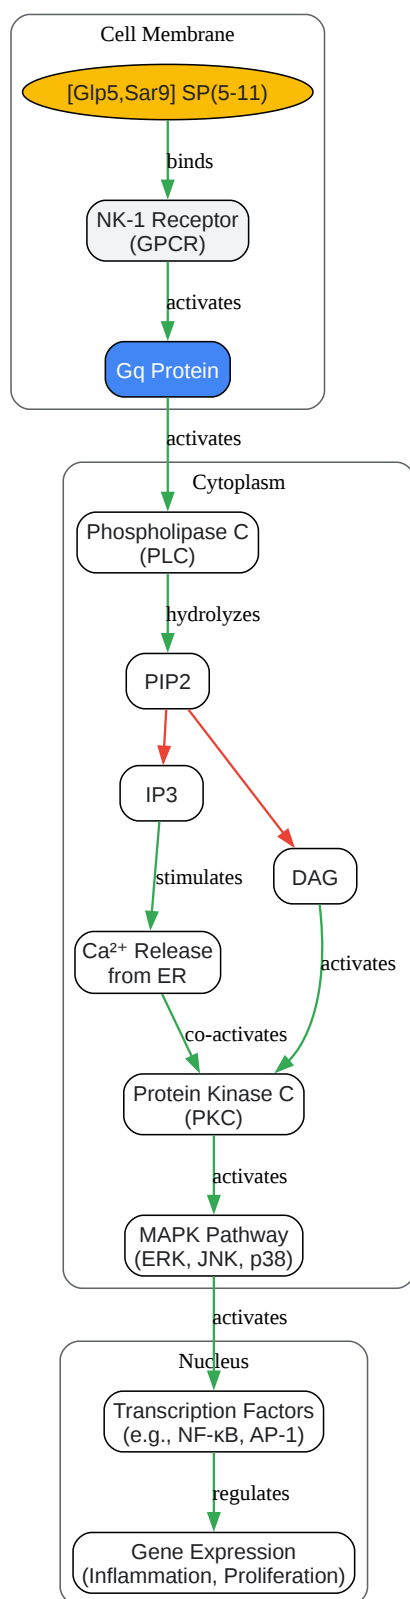 Cell Membrane
[Glp5,Sar9] SP(5-11)
binds
NK-1 Receptor
(GPCR)
activates
Gq Protein
activates
Cytoplasm
Phospholipase C
(PLC)
hydrolyzes
PIP2
IP3
DAG
stimulates
Ca²⁺ Release
from ER
activates
co-activates
Protein Kinase C
(PKC)
activates
MAPK Pathway
(ERK, JNK, p38)
activates
Nucleus
Transcription Factors
(e.g., NF-κB, AP-1)
regulates
Gene Expression
(Inflammation, Proliferation)